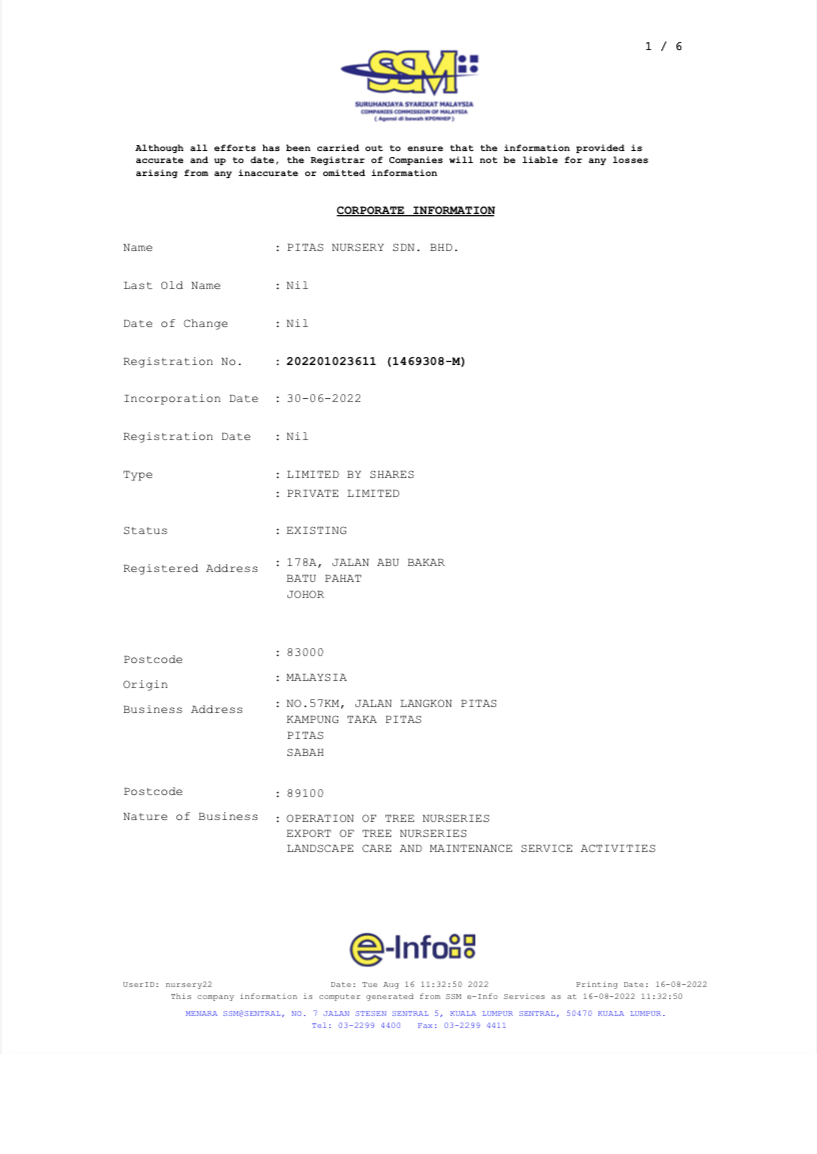 1 / 6
SSM
SURUHANJAYA SYARIKAT MALAYSIA
COMPANIES COMMISSION OF MALAYSIA
( Agensi di bawah KPDNHEP )
Although all efforts has been carried out to ensure that the information provided is
accurate and up to date, the Registrar of Companies will not be liable for any losses
arising from any inaccurate or omitted information
CORPORATE INFORMATION
Name : PITAS NURSERY SDN. BHD.
Last Old Name : Nil
Date of Change : Nil
Registration No. : 202201023611 (1469308-M)
Incorporation Date : 30-06-2022
Registration Date : Nil
Type : LIMITED BY SHARES
: PRIVATE LIMITED
Status : EXISTING
Registered Address : 178A, JALAN ABU BAKAR
BATU PAHAT
JOHOR
Postcode : 83000
Origin : MALAYSIA
Business Address : NO.57KM, JALAN LANGKON PITAS
KAMPUNG TAKA PITAS
PITAS
SABAH
Postcode : 89100
Nature of Business : OPERATION OF TREE NURSERIES
EXPORT OF TREE NURSERIES
LANDSCAPE CARE AND MAINTENANCE SERVICE ACTIVITIES
e-Info
UserID: nursery22 Date: Tue Aug 16 11:32:50 2022 Printing Date: 16-08-2022
This company information is computer generated from SSM e-Info Services as at 16-08-2022 11:32:50
MENARA SSM@SENTRAL, NO. 7 JALAN STESEN SENTRAL 5, KUALA LUMPUR SENTRAL, 50470 KUALA LUMPUR.
Tel: 03-2299 4400 Fax: 03-2299 4411